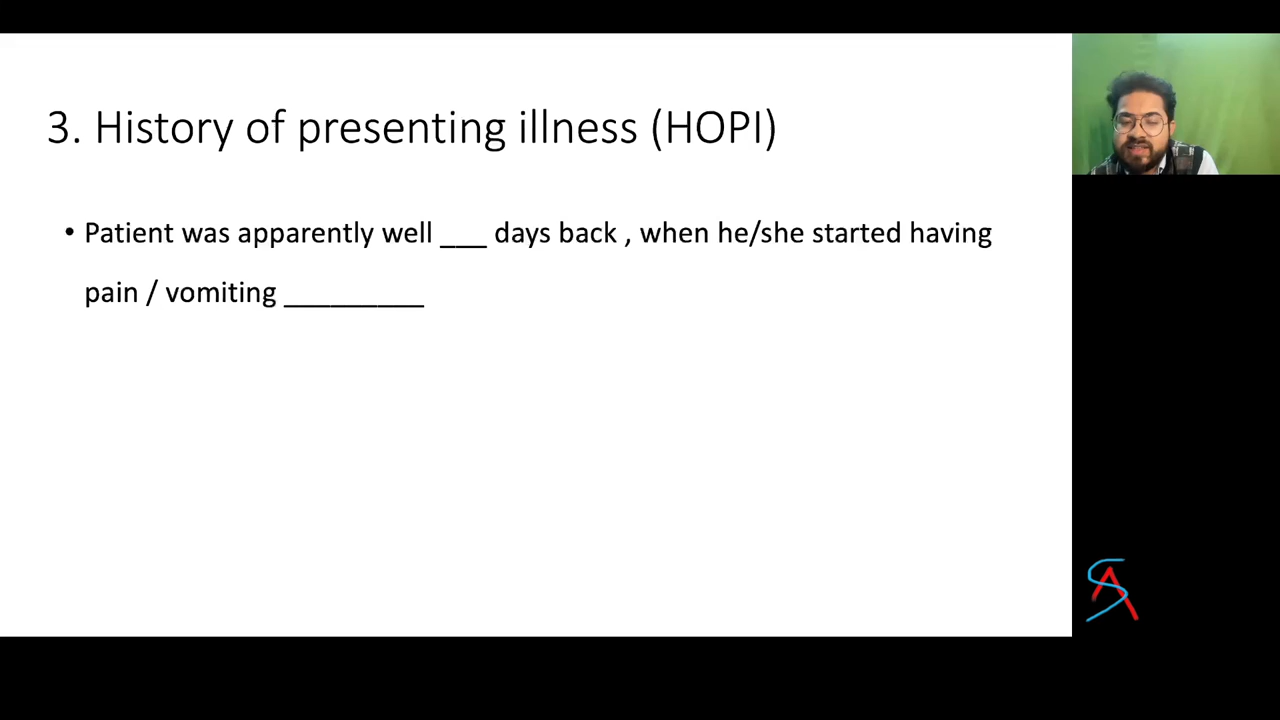 3. History of presenting illness (HOPI)
• Patient was apparently well ___ days back , when he/she started having
pain / vomiting _________
SA